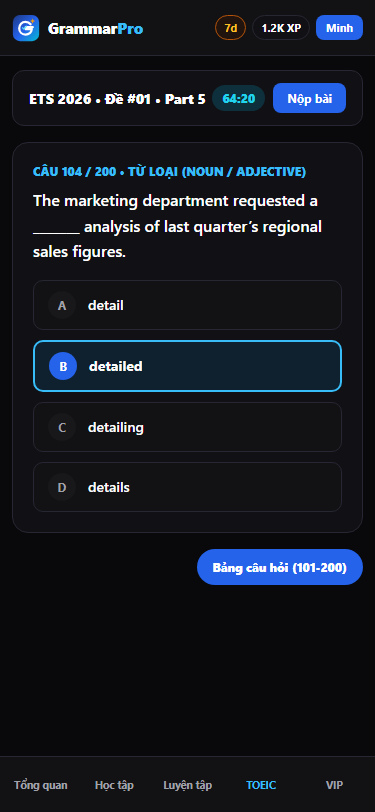 GrammarPro
7d
1.2K XP
Minh
ETS 2026 • Đề #01 • Part 5
64:20
Nộp bài
CÂU 104 / 200 • TỪ LOẠI (NOUN / ADJECTIVE)
The marketing department requested a
_______ analysis of last quarter's regional
sales figures.
A detail
B detailed
C detailing
D details
Bảng câu hỏi (101-200)
Tổng quan
Học tập
Luyện tập
TOEIC
VIP